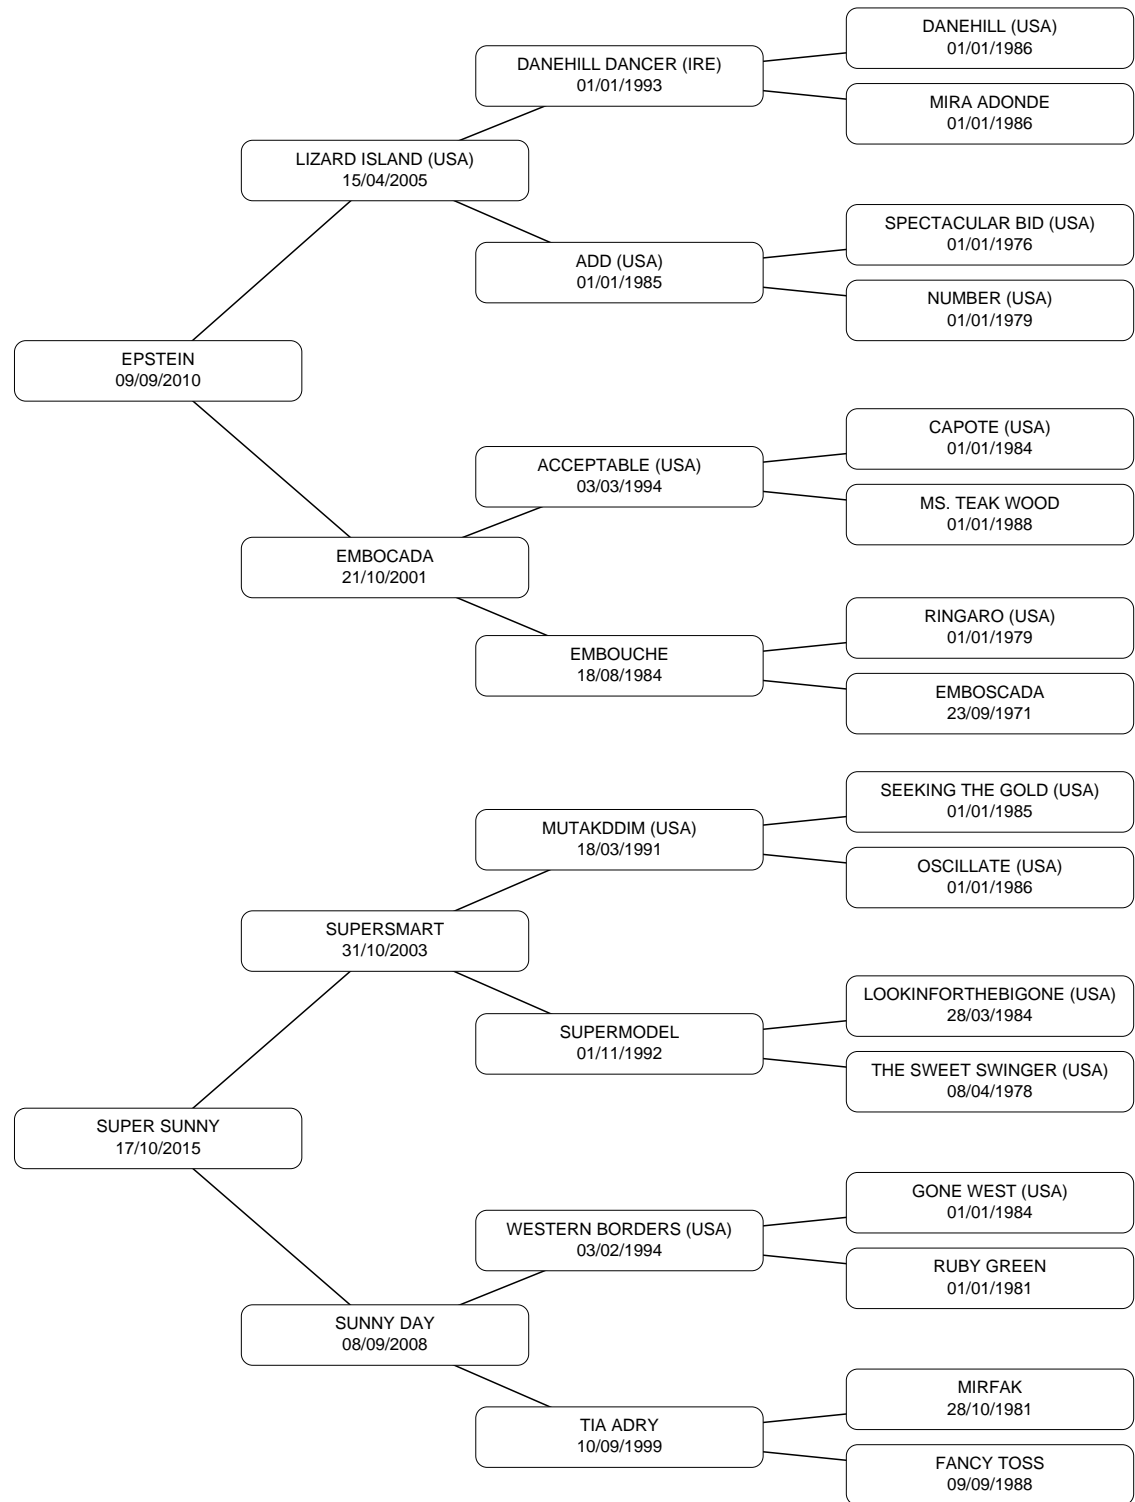 DANEHILL (USA)
01/01/1986
DANEHILL DANCER (IRE)
01/01/1993
MIRA ADONDE
01/01/1986
LIZARD ISLAND (USA)
15/04/2005
SPECTACULAR BID (USA)
01/01/1976
ADD (USA)
01/01/1985
NUMBER (USA)
01/01/1979
EPSTEIN
09/09/2010
CAPOTE (USA)
01/01/1984
ACCEPTABLE (USA)
03/03/1994
MS. TEAK WOOD
01/01/1988
EMBOCADA
21/10/2001
RINGARO (USA)
01/01/1979
EMBOUCHE
18/08/1984
EMBOSCADA
23/09/1971
SEEKING THE GOLD (USA)
01/01/1985
MUTAKDDIM (USA)
18/03/1991
OSCILLATE (USA)
01/01/1986
SUPERSMART
31/10/2003
LOOKINFORTHEBIGONE (USA)
28/03/1984
SUPERMODEL
01/11/1992
THE SWEET SWINGER (USA)
08/04/1978
SUPER SUNNY
17/10/2015
GONE WEST (USA)
01/01/1984
WESTERN BORDERS (USA)
03/02/1994
RUBY GREEN
01/01/1981
SUNNY DAY
08/09/2008
MIRFAK
28/10/1981
TIA ADRY
10/09/1999
FANCY TOSS
09/09/1988